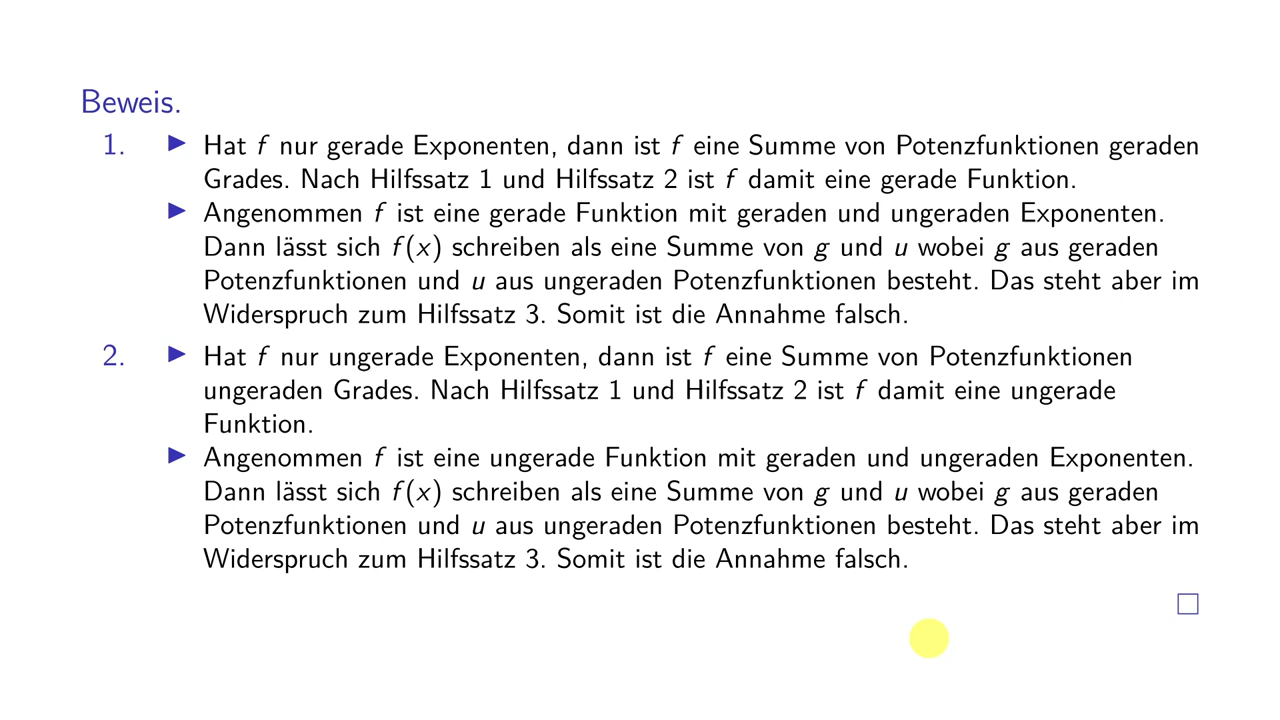 Beweis.
1. ▶ Hat f nur gerade Exponenten, dann ist f eine Summe von Potenzfunktionen geraden
Grades. Nach Hilfssatz 1 und Hilfssatz 2 ist f damit eine gerade Funktion.
▶ Angenommen f ist eine gerade Funktion mit geraden und ungeraden Exponenten.
Dann lässt sich f(x) schreiben als eine Summe von g und u wobei g aus geraden
Potenzfunktionen und u aus ungeraden Potenzfunktionen besteht. Das steht aber im
Widerspruch zum Hilfssatz 3. Somit ist die Annahme falsch.
2. ▶ Hat f nur ungerade Exponenten, dann ist f eine Summe von Potenzfunktionen
ungeraden Grades. Nach Hilfssatz 1 und Hilfssatz 2 ist f damit eine ungerade
Funktion.
▶ Angenommen f ist eine ungerade Funktion mit geraden und ungeraden Exponenten.
Dann lässt sich f(x) schreiben als eine Summe von g und u wobei g aus geraden
Potenzfunktionen und u aus ungeraden Potenzfunktionen besteht. Das steht aber im
Widerspruch zum Hilfssatz 3. Somit ist die Annahme falsch.
□